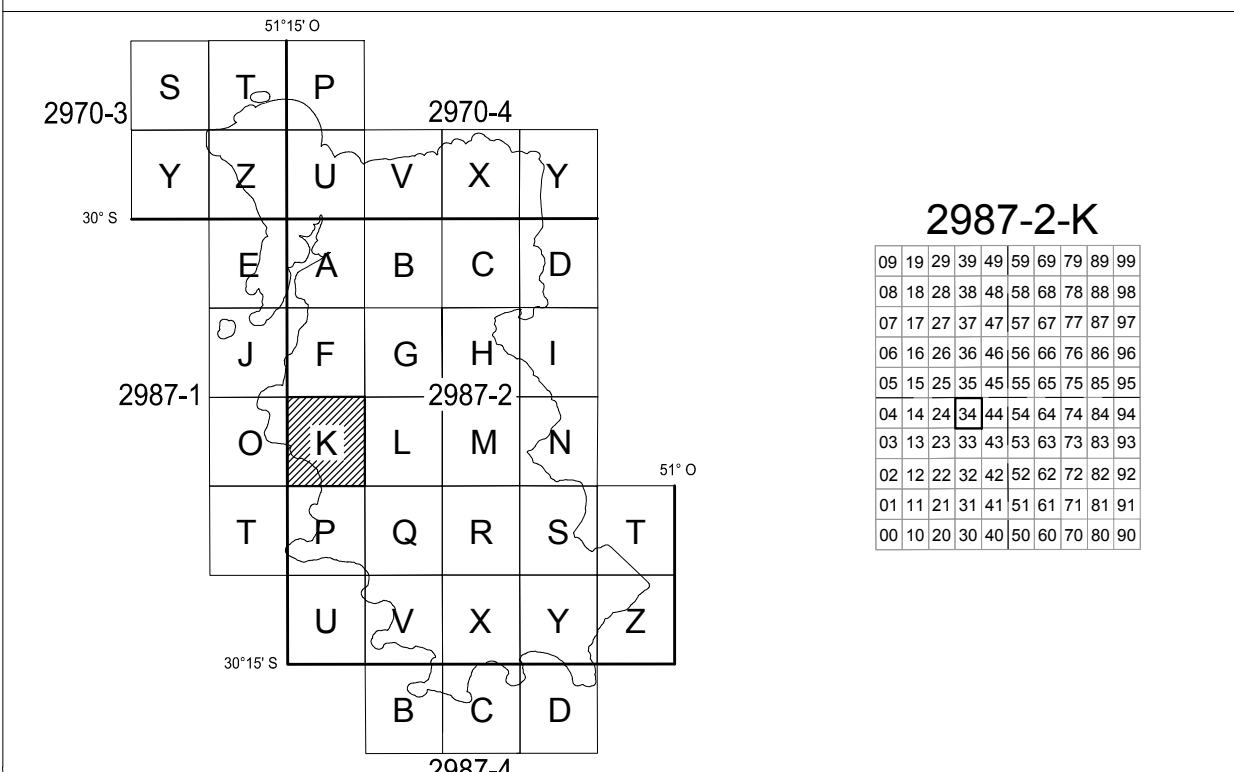 51°15' O
S T P
2970-3
2970-4
Y Z U V X Y
30° S
E A B C D
J F G H I
2987-1
2987-2
O K L M N
51° O
T P Q R S T
U V X Y Z
30°15' S
B C D
2987-4
2987-2-K
09 19 29 39 49 59 69 79 89 99
08 18 28 38 48 58 68 78 88 98
07 17 27 37 47 57 67 77 87 97
06 16 26 36 46 56 66 76 86 96
05 15 25 35 45 55 65 75 85 95
04 14 24 34 44 54 64 74 84 94
03 13 23 33 43 53 63 73 83 93
02 12 22 32 42 52 62 72 82 92
01 11 21 31 41 51 61 71 81 91
00 10 20 30 40 50 60 70 80 90